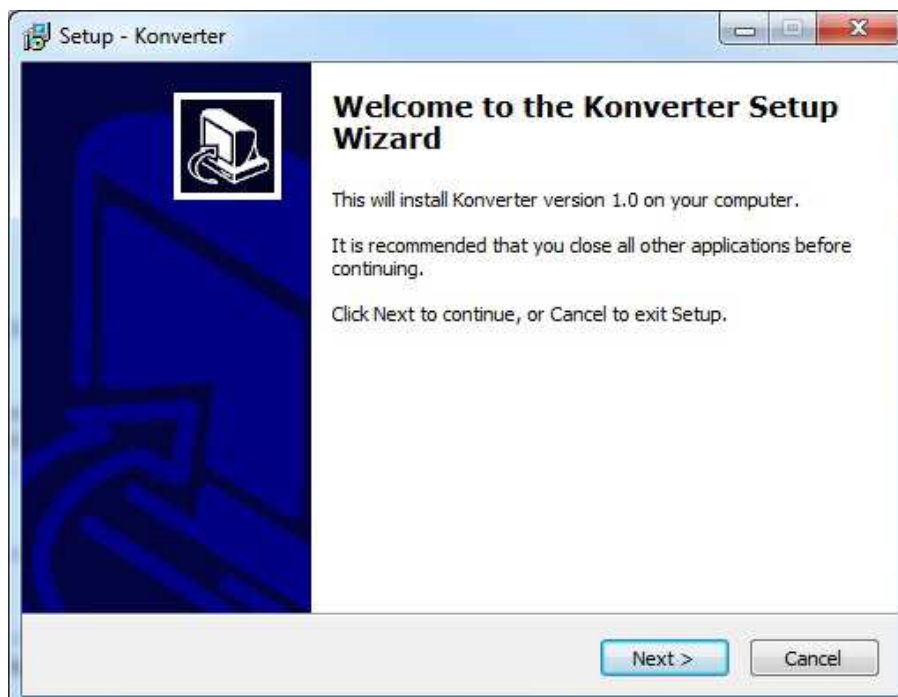 Setup - Konverter
Welcome to the Konverter Setup
Wizard
This will install Konverter version 1.0 on your computer.
It is recommended that you close all other applications before
continuing.
Click Next to continue, or Cancel to exit Setup.
Next >
Cancel